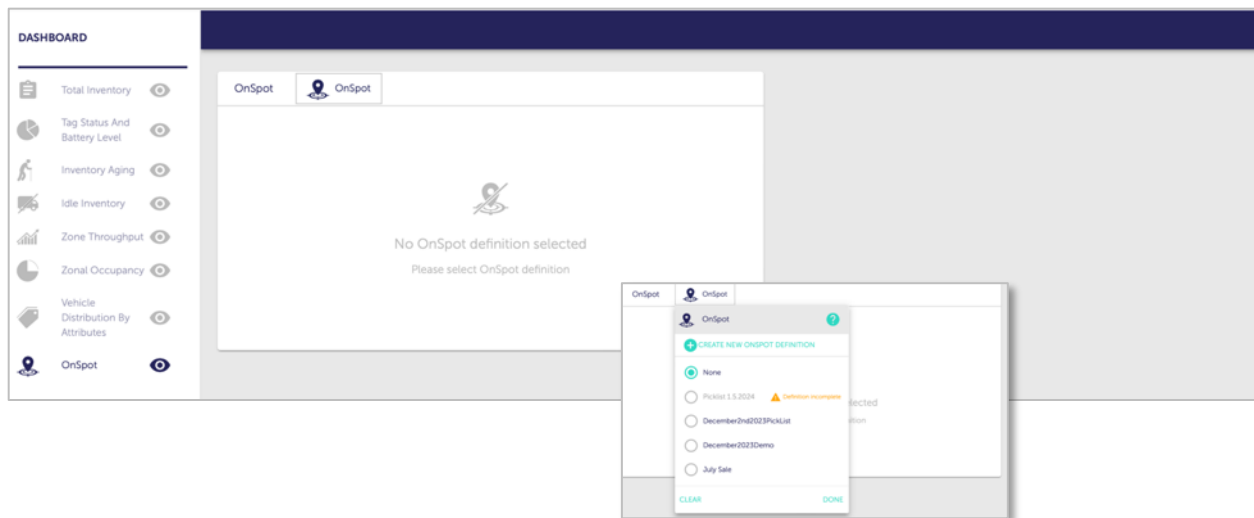 DASHBOARD
Total Inventory
Tag Status And
Battery Level
Inventory Aging
Idle Inventory
Zone Throughput
Zonal Occupancy
Vehicle
Distribution By
Attributes
OnSpot
OnSpot
OnSpot
No OnSpot definition selected
Please select OnSpot definition
OnSpot
OnSpot
OnSpot
?
CREATE NEW ONSPOT DEFINITION
None
Picklist 1.5.2024
Definition incomplete
elected
ition
December2nd2023PickList
December2023Demo
July Sale
CLEAR
DONE